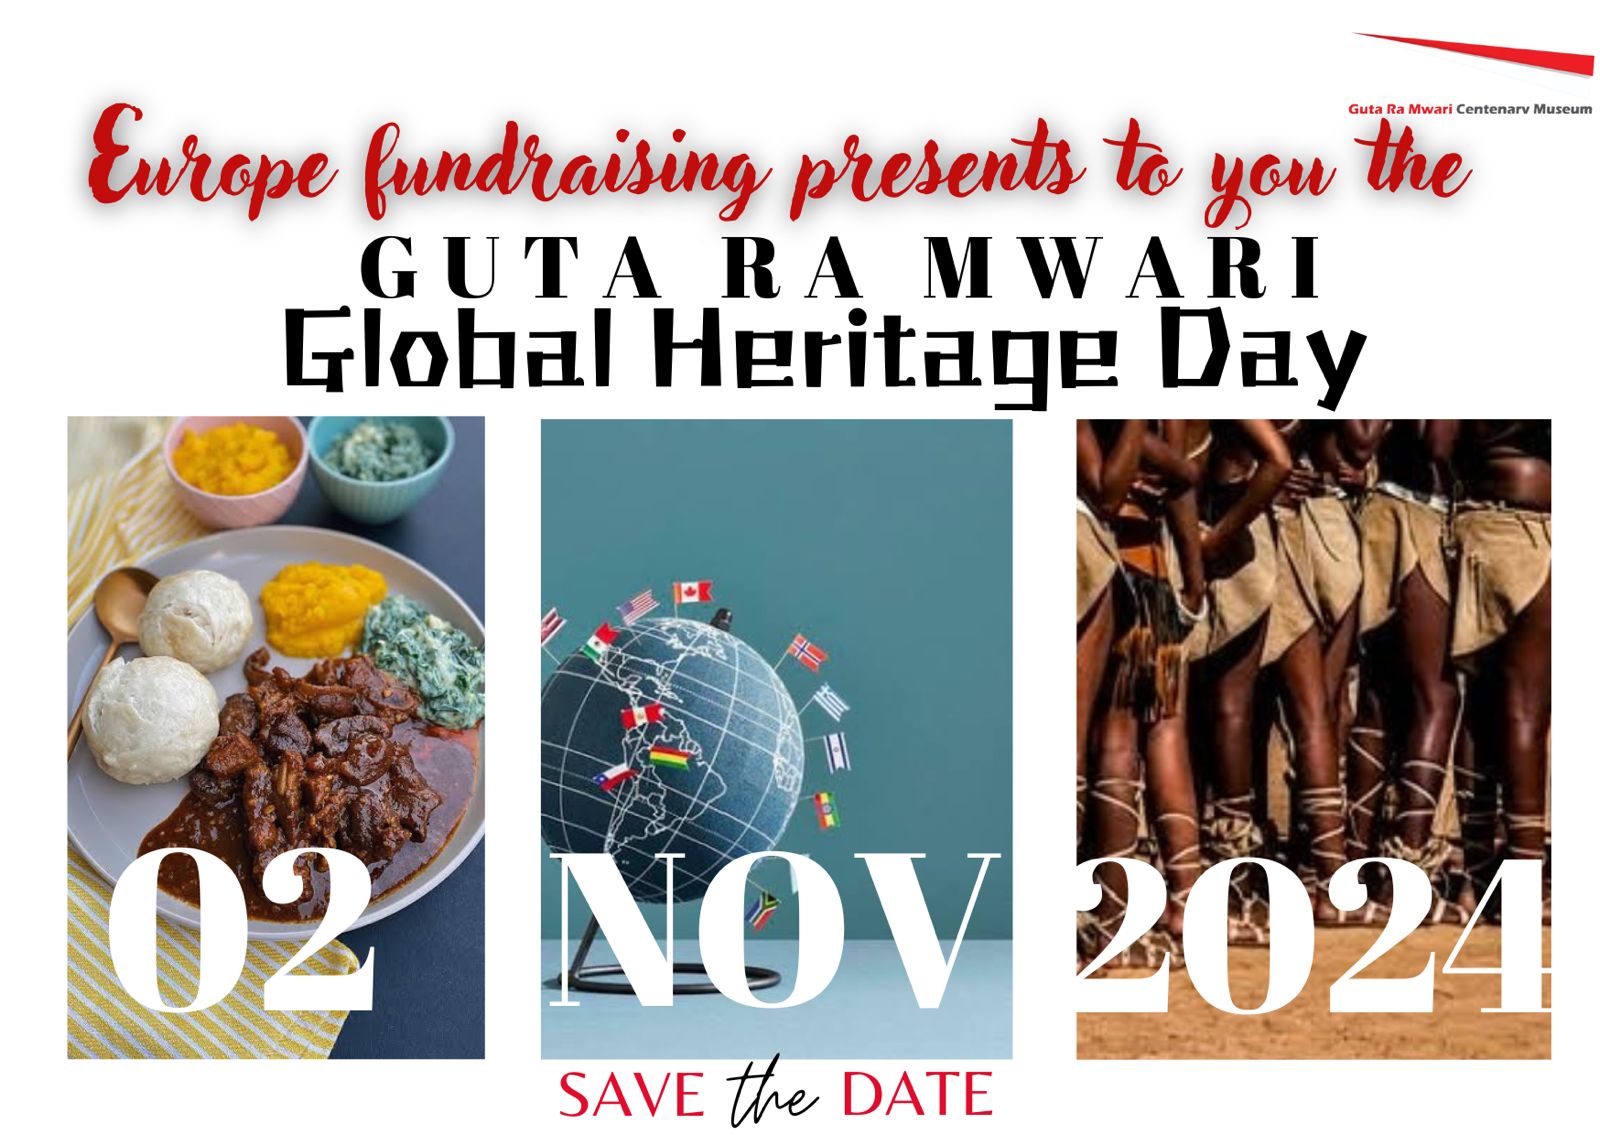 Guta Ra Mwari Centenary Museum
Europe fundraising presents to you the
GUTA RA MWARI
Global Heritage Day
02 NOV 2024
SAVE the DATE